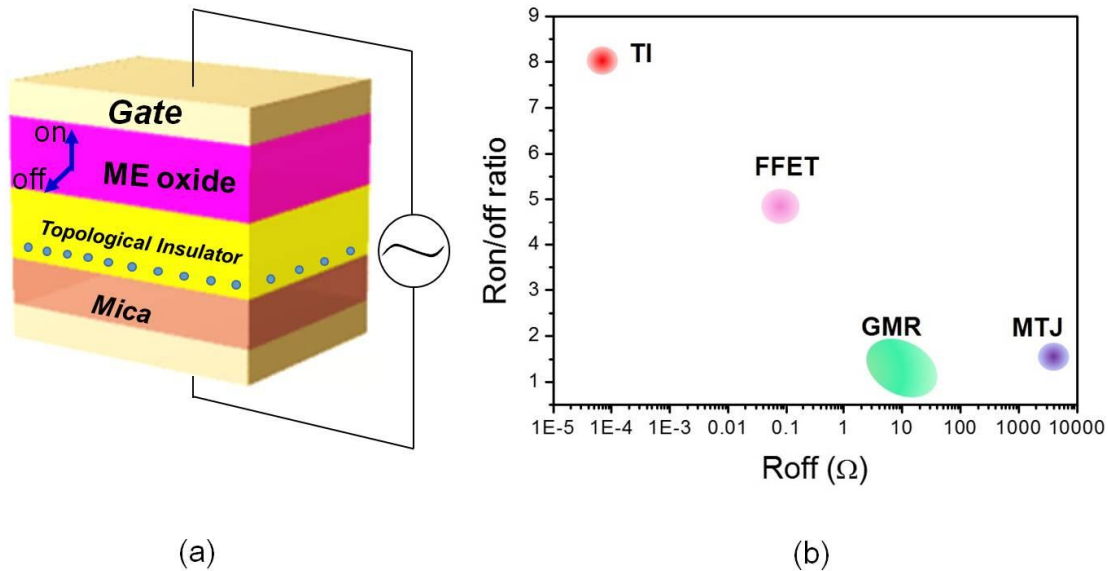 Gate
on
off
ME oxide
Topological Insulator
Mica
(a)
Ron/off ratio
9
8
7
6
5
4
3
2
1
TI
FFET
GMR
MTJ
1E-5 1E-4 1E-3 0.01 0.1 1 10 100 1000 10000
Roff (Ω)
(b)